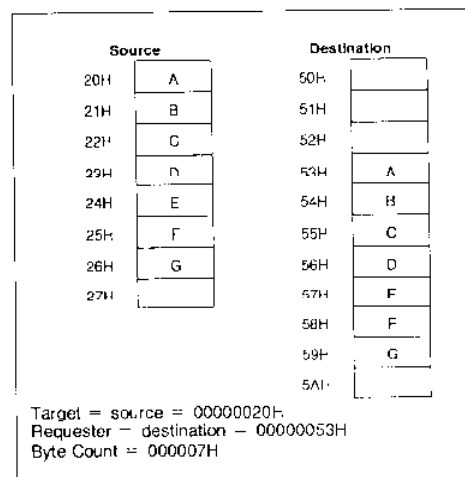 Source
20H A
21H B
22H C
23H D
24H E
25H F
26H G
27H
Destination
50H
51H
52H
53H A
54H B
55H C
56H D
57H E
58H F
59H G
5AH
Target = source = 00000020H
Requester = destination = 00000053H
Byte Count = 000007H